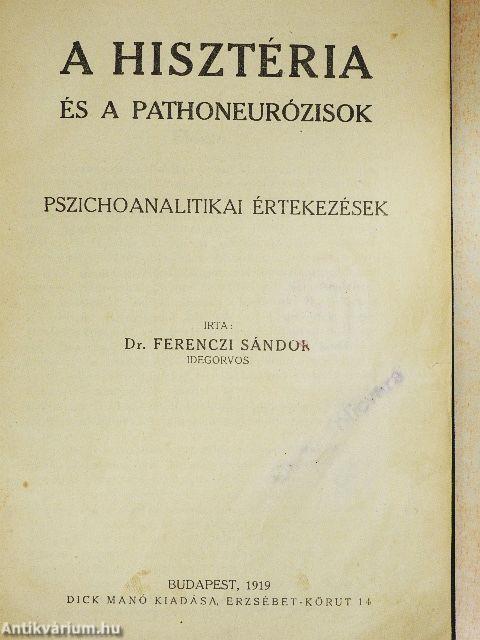 A HISZTÉRIA
ÉS A PATHONEURÓZISOK
PSZICHOANALITIKAI ÉRTEKEZÉSEK
IRTA:
Dr. FERENCZI SÁNDOR
IDEGORVOS
BUDAPEST, 1919
DICK MANÓ KIADÁSA, ERZSÉBET-KÖRUT 14
Antikvárium.hu